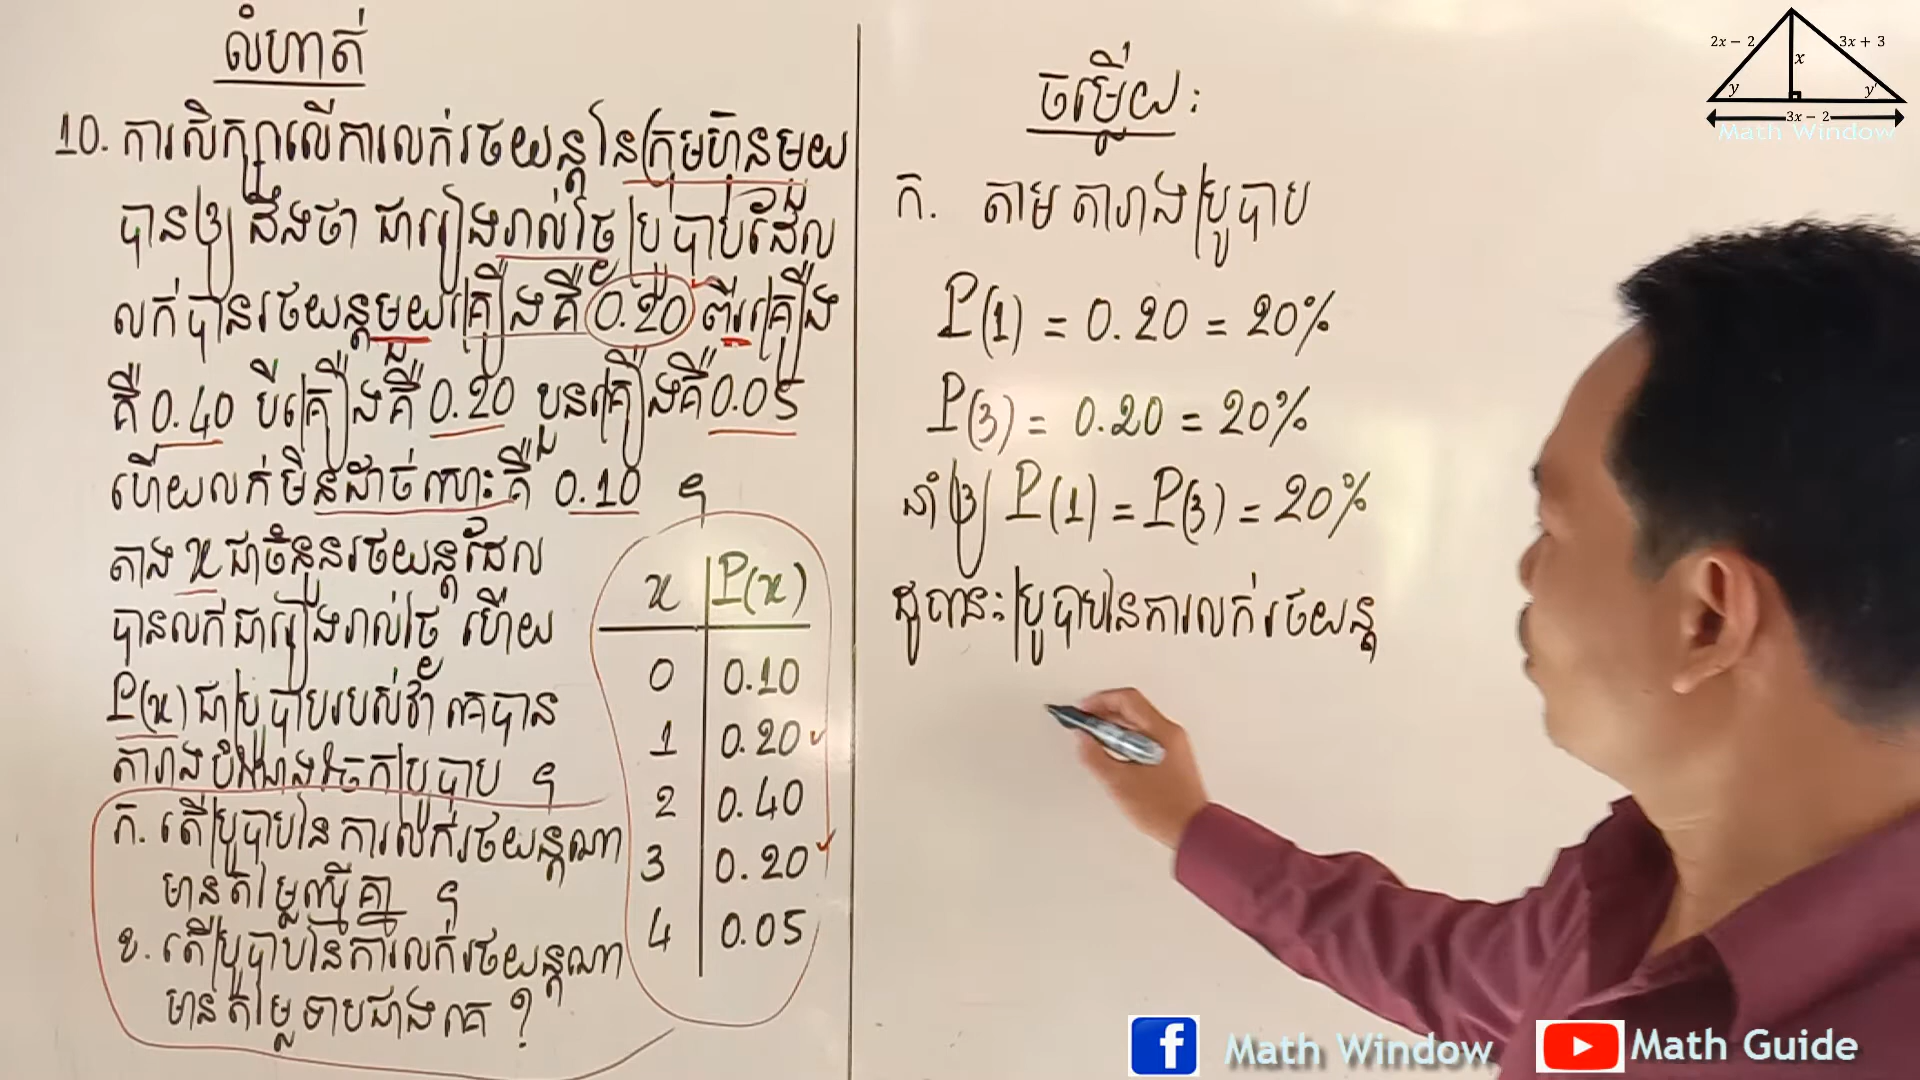 លំហាត់
10. ការសិក្សាលើការលក់រថយន្តនៃក្រុមហ៊ុនមួយ
បានឲ្យដឹងថា ជារៀងរាល់ថ្ងៃ ប្រូបាបដែល
លក់បានរថយន្តមួយគ្រឿងគឺ 0.20 ពីរគ្រឿង
គឺ 0.40 បីគ្រឿងគឺ 0.20 បួនគ្រឿងគឺ 0.05
ហើយលក់មិនដាច់សោះគឺ 0.10 ។
តាង x ជាចំនួនរថយន្តដែល
បានលក់ជារៀងរាល់ថ្ងៃ ហើយ
P(x) ជាប្រូបាបរបស់វា គេបាន
តារាងបំណែងចែកប្រូបាប ។
x P(x)
0 0.10
1 0.20
2 0.40
3 0.20
4 0.05
ក. តើប្រូបាបនៃការលក់រថយន្តណា
មានតម្លៃស្មើគ្នា ។
ខ. តើប្រូបាបនៃការលក់រថយន្តណា
មានតម្លៃទាបជាងគេ ?
ចម្លើយ :
ក. តាមតារាងប្រូបាប
P(1) = 0.20 = 20%
P(3) = 0.20 = 20%
នាំឲ្យ P(1) = P(3) = 20%
ដូចនេះ ប្រូបាបនៃការលក់រថយន្ត
2x − 2
3x + 3
x
y
y'
3x − 2
Math Window
Math Window
Math Guide